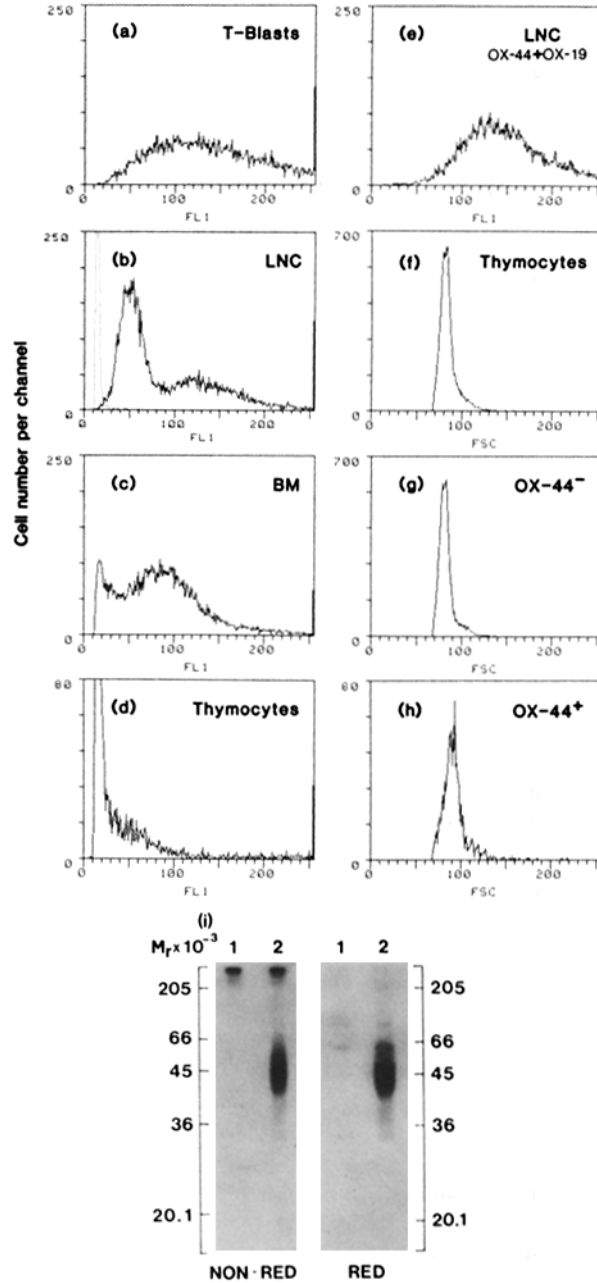 Cell number per channel
250
(a) T-Blasts
0
0 100 200
FL1
250
(e) LNC
OX-44+OX-19
0
0 100 200
FL1
250
(b) LNC
0
0 100 200
FL1
700
(f) Thymocytes
0
0 100 200
FSC
250
(c) BM
0
0 100 200
FL1
700
(g) OX-44⁻
0
0 100 200
FSC
(d) Thymocytes
0
0 100 200
FL1
(h) OX-44⁺
0
0 100 200
FSC
(i)
Mr×10⁻³ 1 2 1 2
205 205
66 66
45 45
36 36
20.1 20.1
NON-RED RED